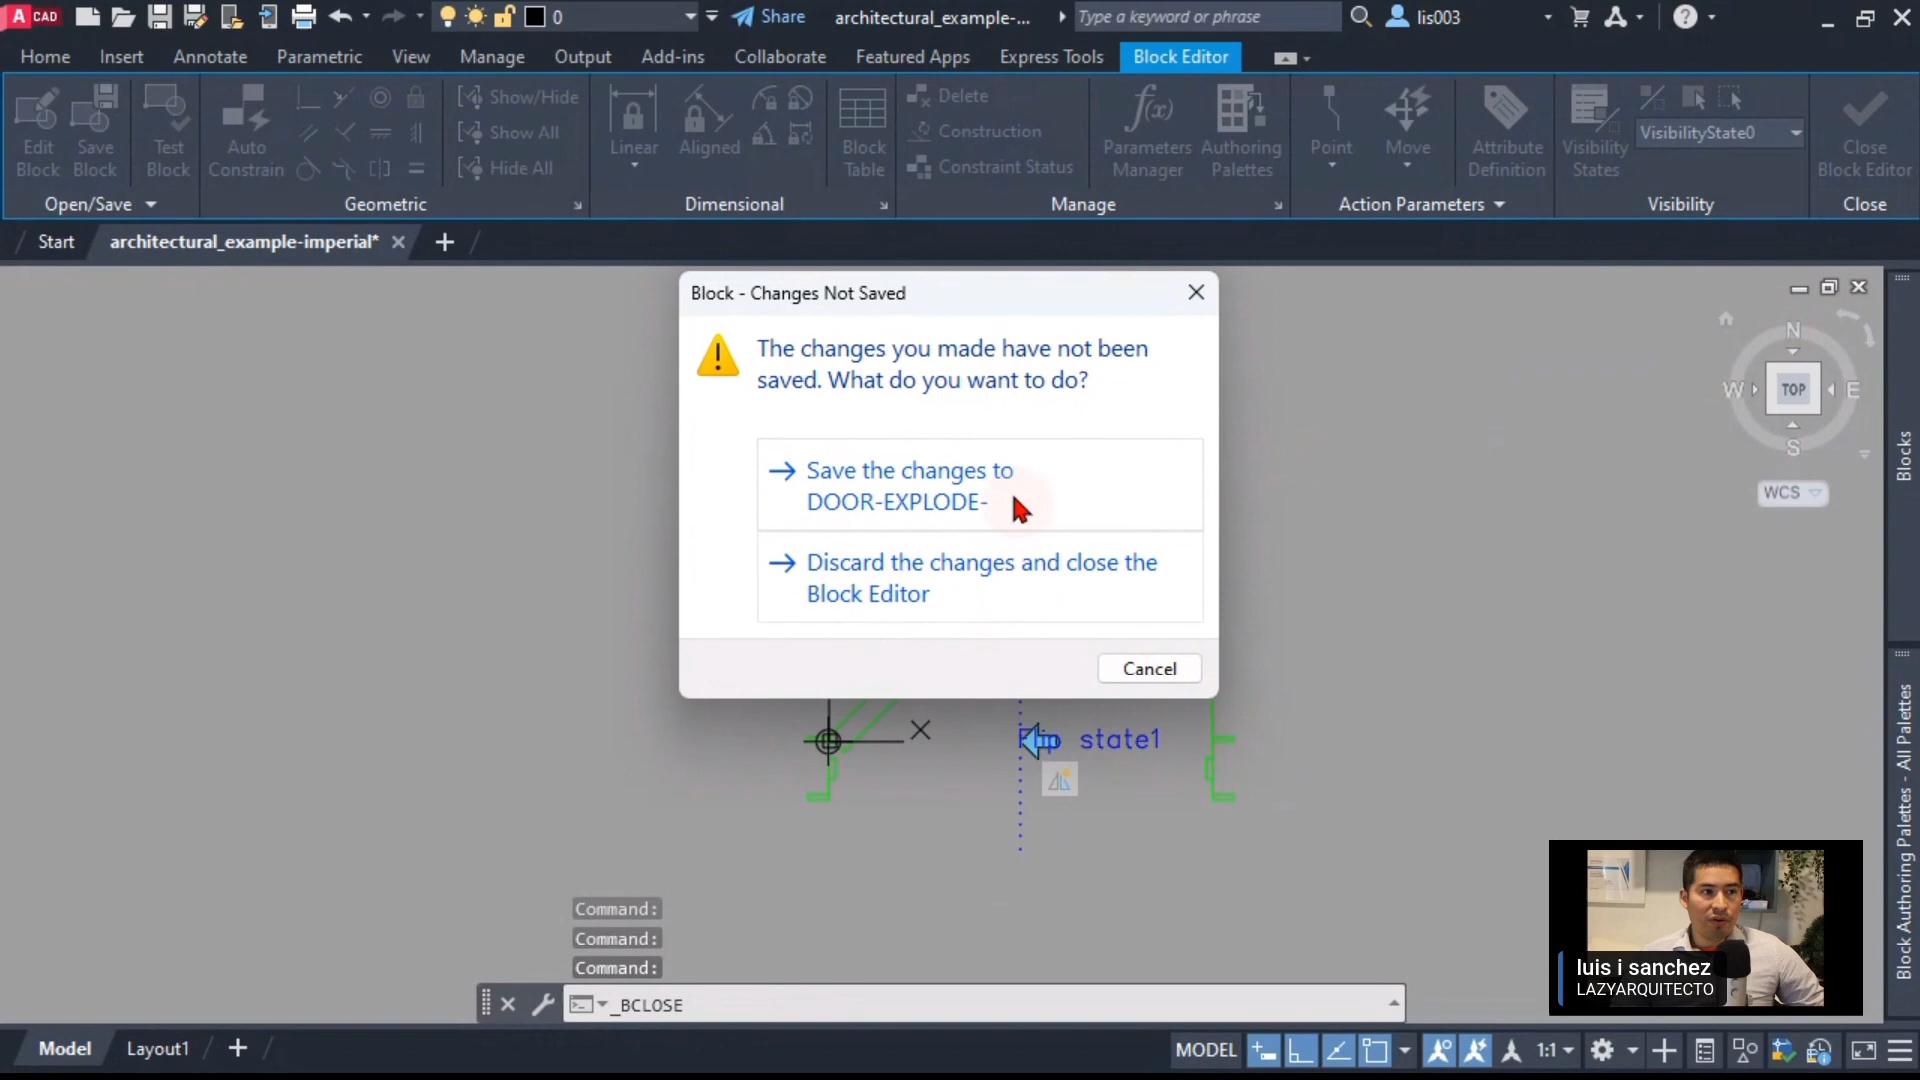 A CAD
0
Share
architectural_example-...
Type a keyword or phrase
lis003
Home
Insert
Annotate
Parametric
View
Manage
Output
Add-ins
Collaborate
Featured Apps
Express Tools
Block Editor
Edit
Block
Save
Block
Test
Block
Auto
Constrain
Show/Hide
Show All
Hide All
Linear
Aligned
Block
Table
Delete
Construction
Constraint Status
Parameters
Manager
Authoring
Palettes
Point
Move
Attribute
Definition
Visibility
States
VisibilityState0
Close
Block Editor
Open/Save
Geometric
Dimensional
Manage
Action Parameters
Visibility
Close
Start
architectural_example-imperial*
Block - Changes Not Saved
The changes you made have not been
saved. What do you want to do?
Save the changes to
DOOR-EXPLODE-
Discard the changes and close the
Block Editor
Cancel
N
W
TOP
E
S
WCS
Blocks
Block Authoring Palettes - All Palettes
Flip state1
Command:
Command:
Command:
_BCLOSE
luis i sanchez
LAZYARQUITECTO
Model
Layout1
MODEL
1:1